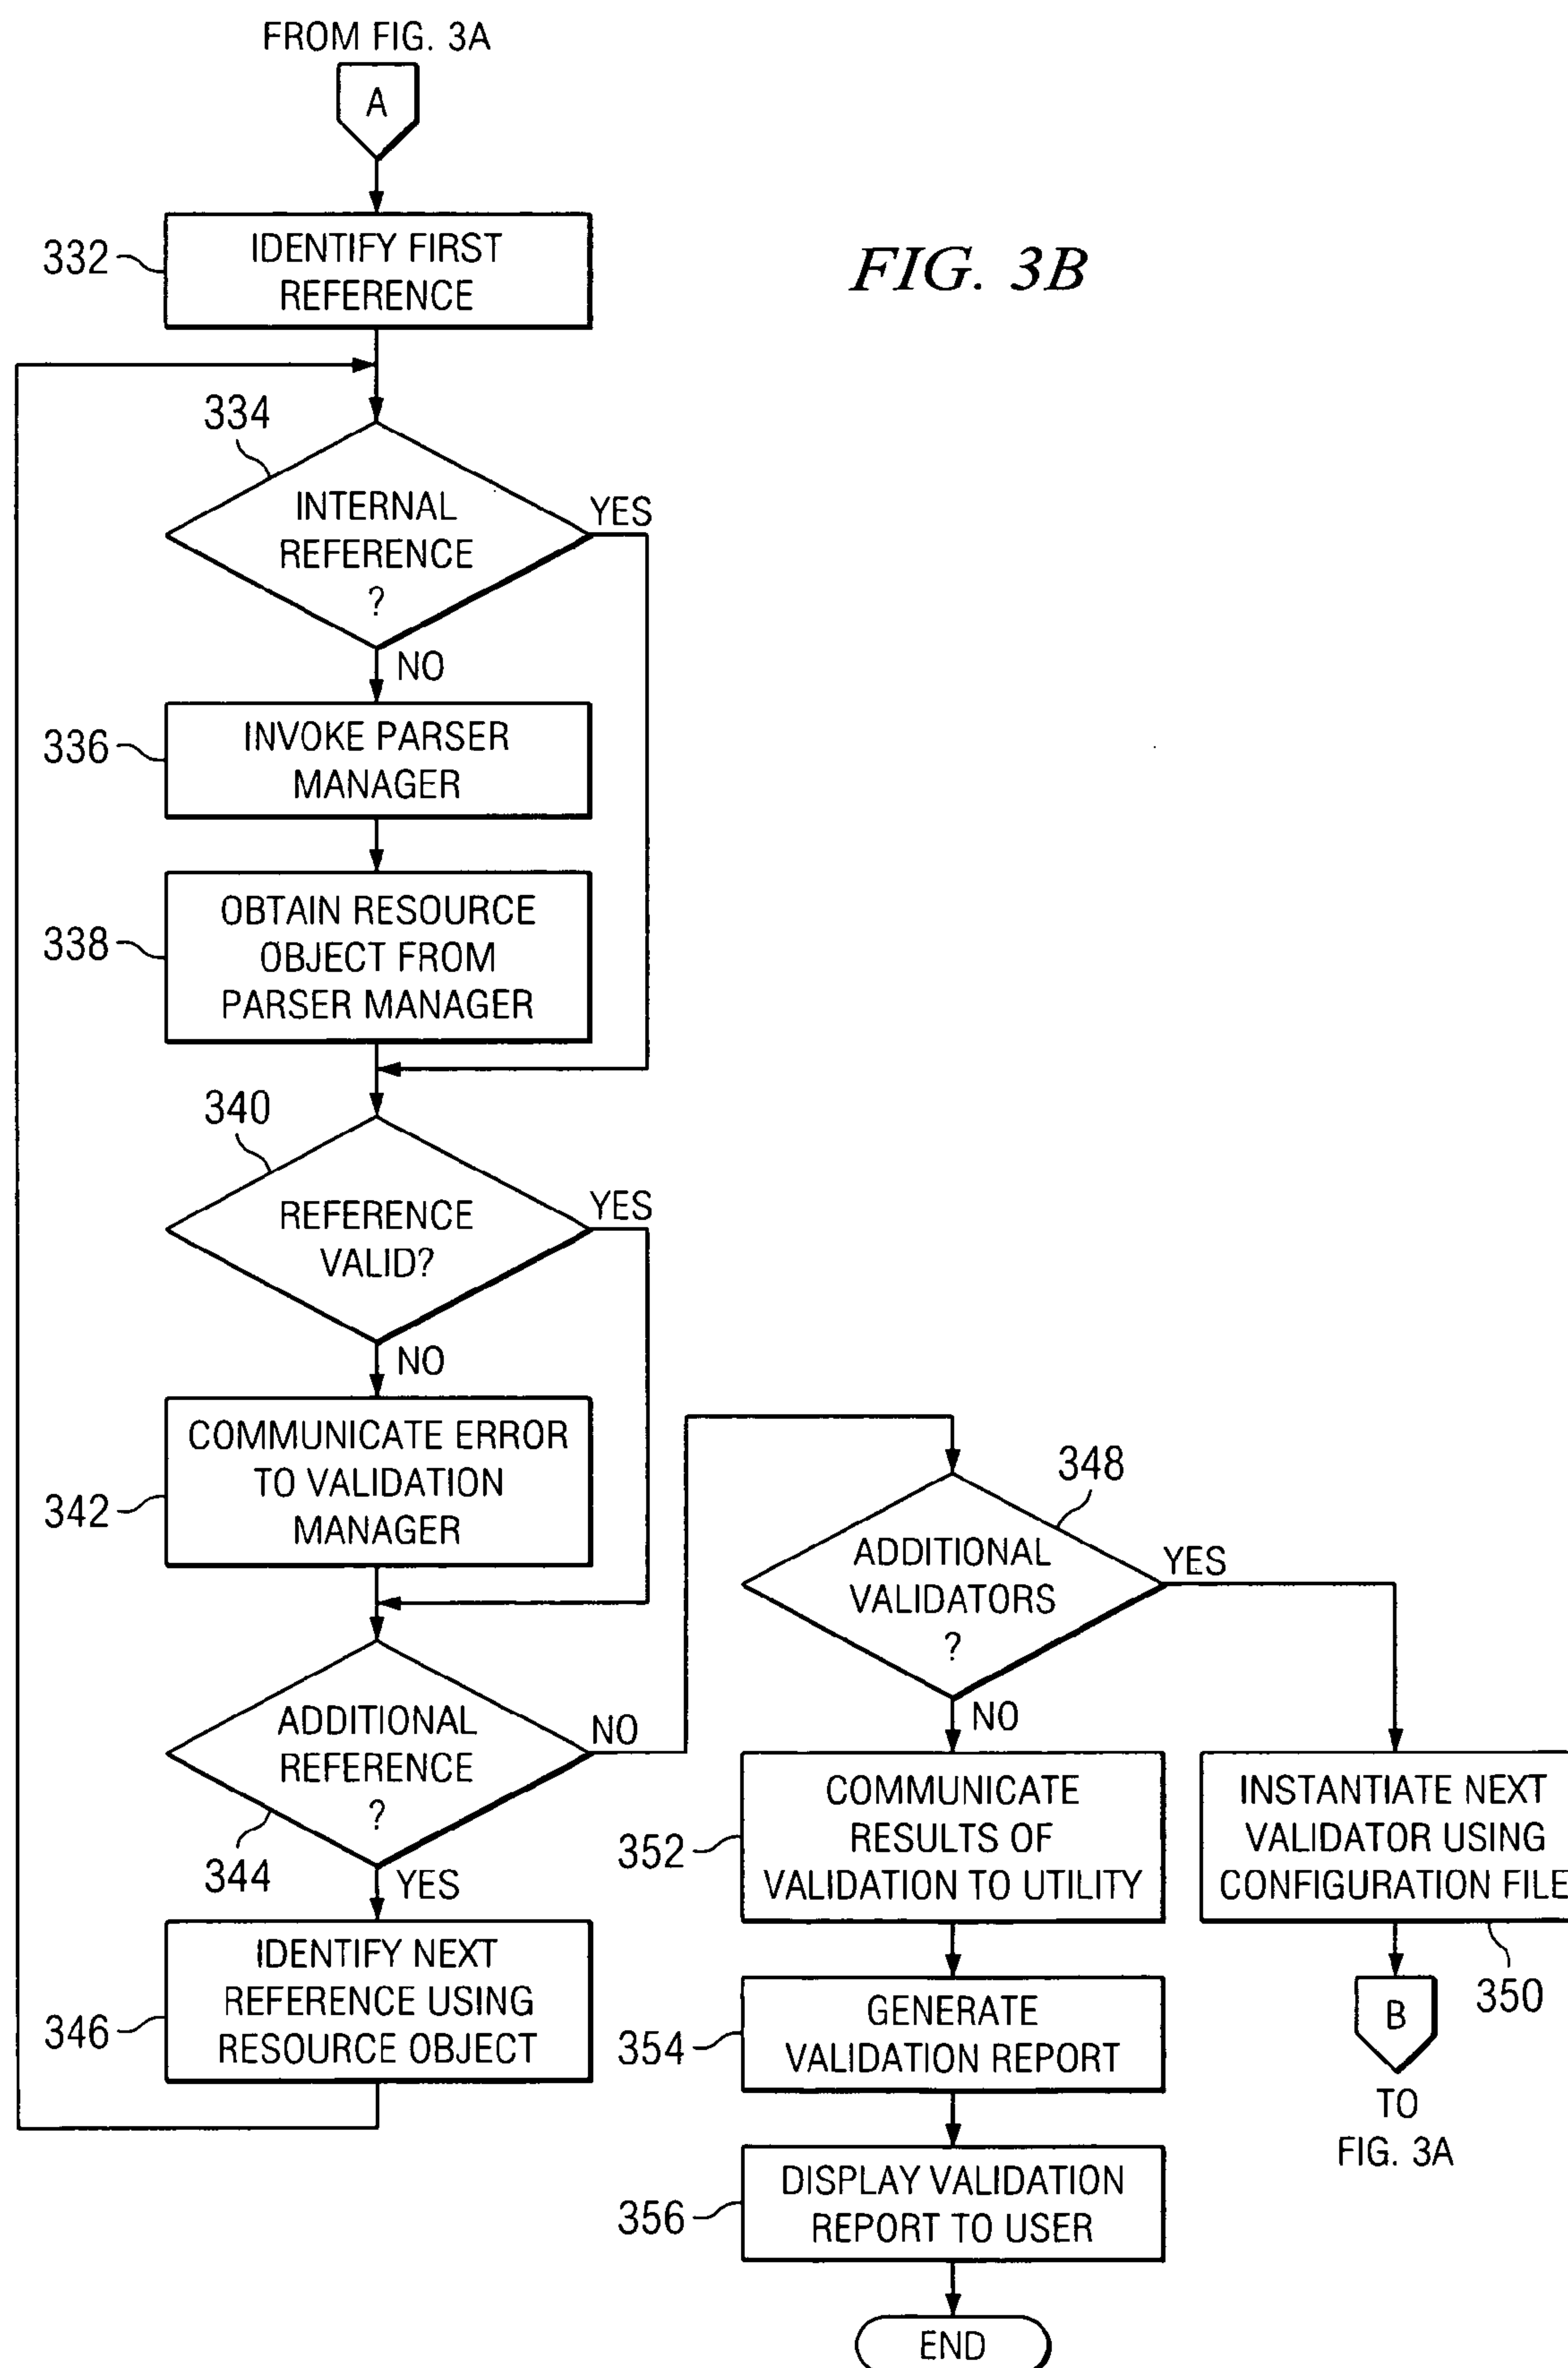 FROM FIG. 3A
A
332
IDENTIFY FIRST
REFERENCE
FIG. 3B
334
INTERNAL
REFERENCE
?
YES
NO
336
INVOKE PARSER
MANAGER
338
OBTAIN RESOURCE
OBJECT FROM
PARSER MANAGER
340
REFERENCE
VALID?
YES
NO
342
COMMUNICATE ERROR
TO VALIDATION
MANAGER
344
ADDITIONAL
REFERENCE
?
NO
YES
346
IDENTIFY NEXT
REFERENCE USING
RESOURCE OBJECT
348
ADDITIONAL
VALIDATORS
?
YES
NO
352
COMMUNICATE
RESULTS OF
VALIDATION TO UTILITY
INSTANTIATE NEXT
VALIDATOR USING
CONFIGURATION FILE
350
B
TO
FIG. 3A
354
GENERATE
VALIDATION REPORT
356
DISPLAY VALIDATION
REPORT TO USER
END